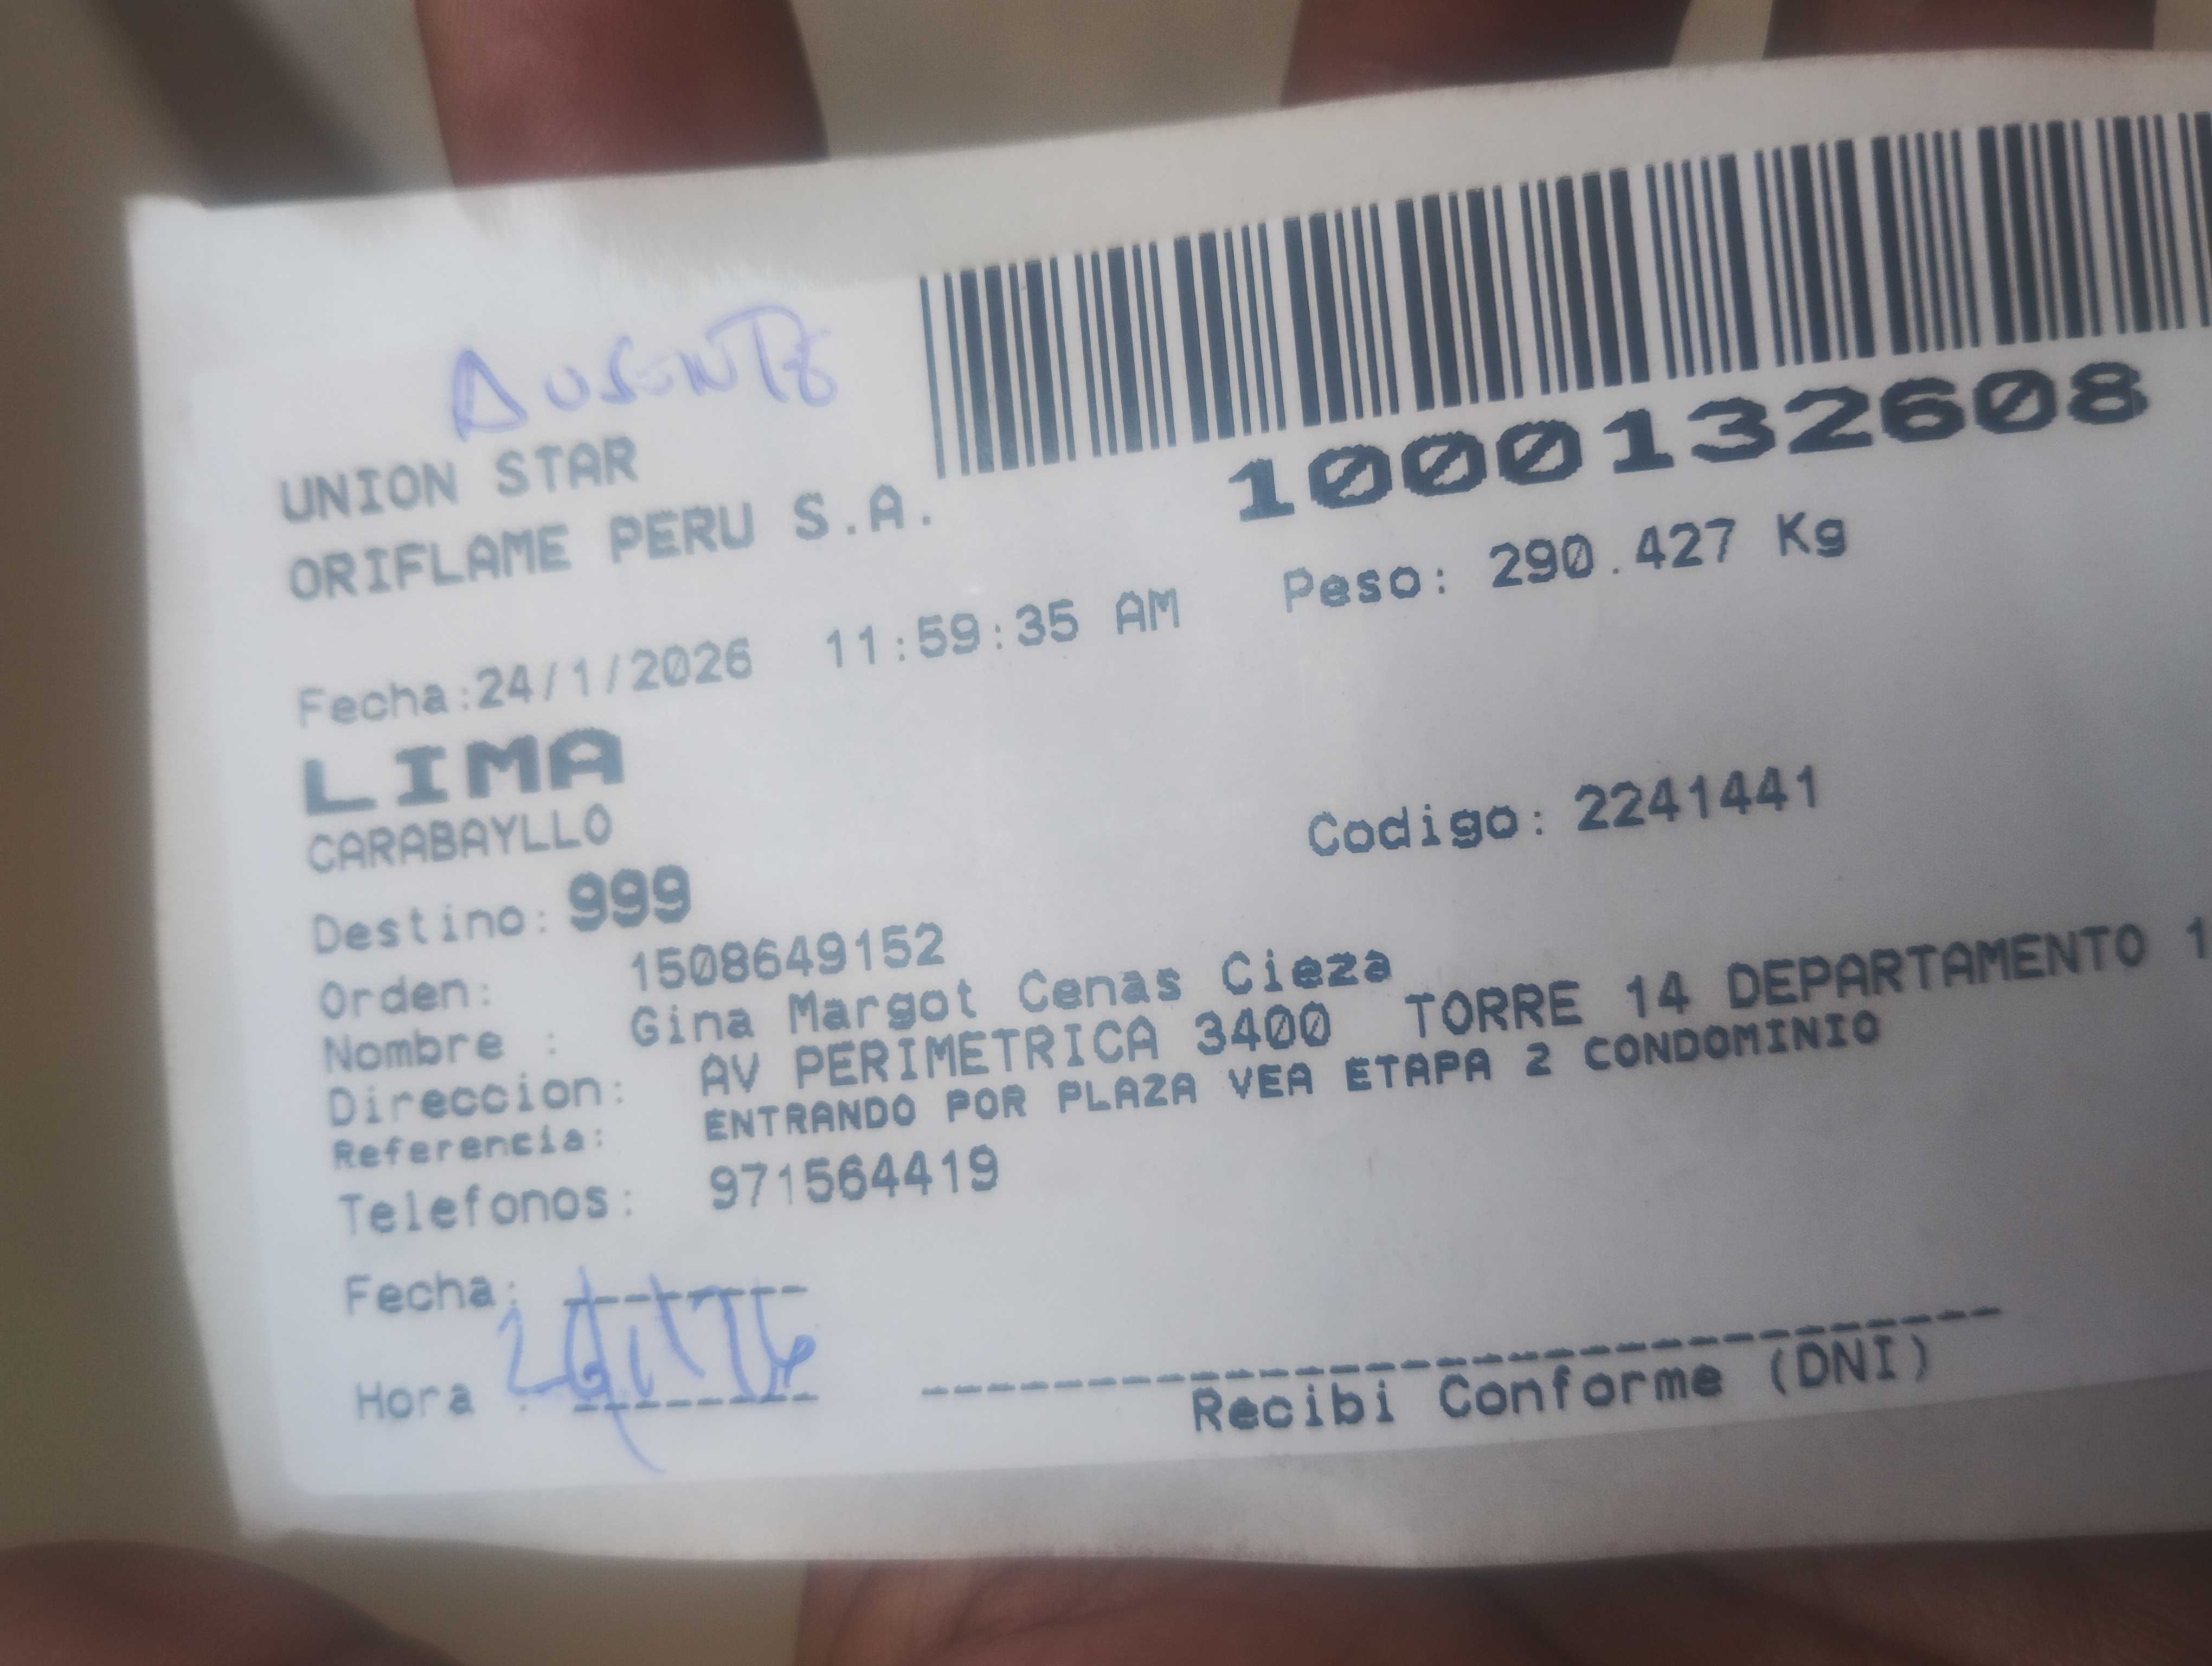 AUSENTE
UNION STAR
ORIFLAME PERU S.A.
1000132608
Fecha:24/1/2026 11:59:35 AM Peso: 290.427 Kg
LIMA
CARABAYLLO
Codigo: 2241441
Destino: 999
Orden: 1508649152
Nombre : Gina Margot Cenas Cieza
Direccion: AV PERIMETRICA 3400 TORRE 14 DEPARTAMENTO 1
Referencia: ENTRANDO POR PLAZA VEA ETAPA 2 CONDOMINIO
Telefonos: 971564419
Fecha:
Hora :
Recibi Conforme (DNI)